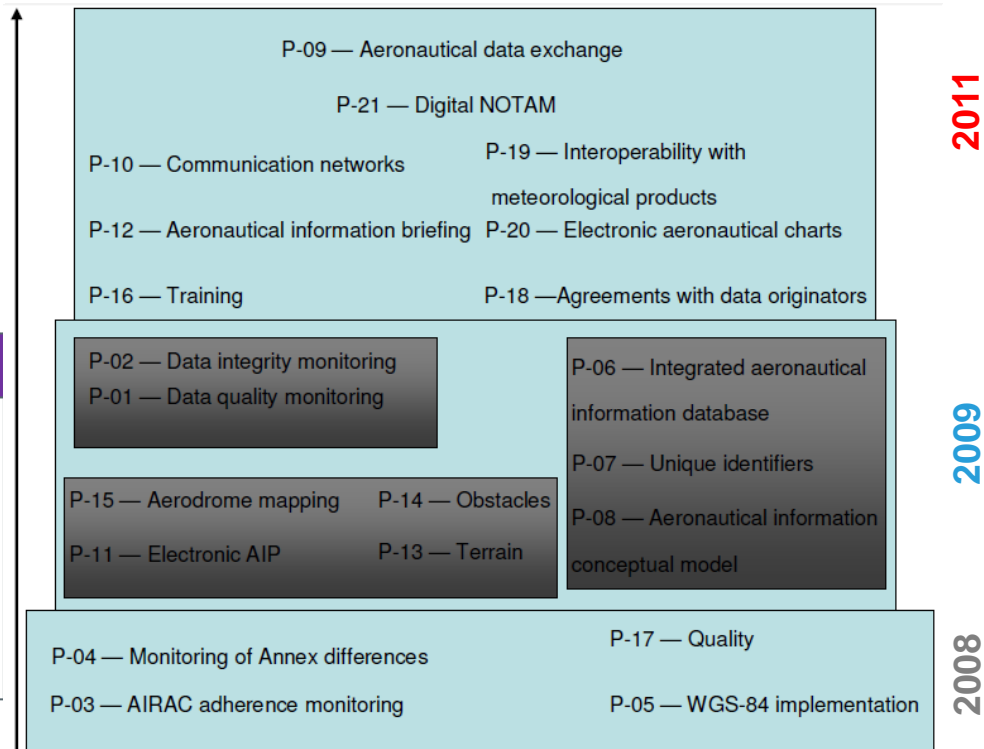 P-09 — Aeronautical data exchange
P-21 — Digital NOTAM
P-10 — Communication networks
P-19 — Interoperability with
meteorological products
P-12 — Aeronautical information briefing
P-20 — Electronic aeronautical charts
P-16 — Training
P-18 —Agreements with data originators
2011
P-02 — Data integrity monitoring
P-01 — Data quality monitoring
P-06 — Integrated aeronautical
information database
P-07 — Unique identifiers
P-08 — Aeronautical information
conceptual model
P-15 — Aerodrome mapping
P-14 — Obstacles
P-11 — Electronic AIP
P-13 — Terrain
2009
P-04 — Monitoring of Annex differences
P-17 — Quality
P-03 — AIRAC adherence monitoring
P-05 — WGS-84 implementation
2008